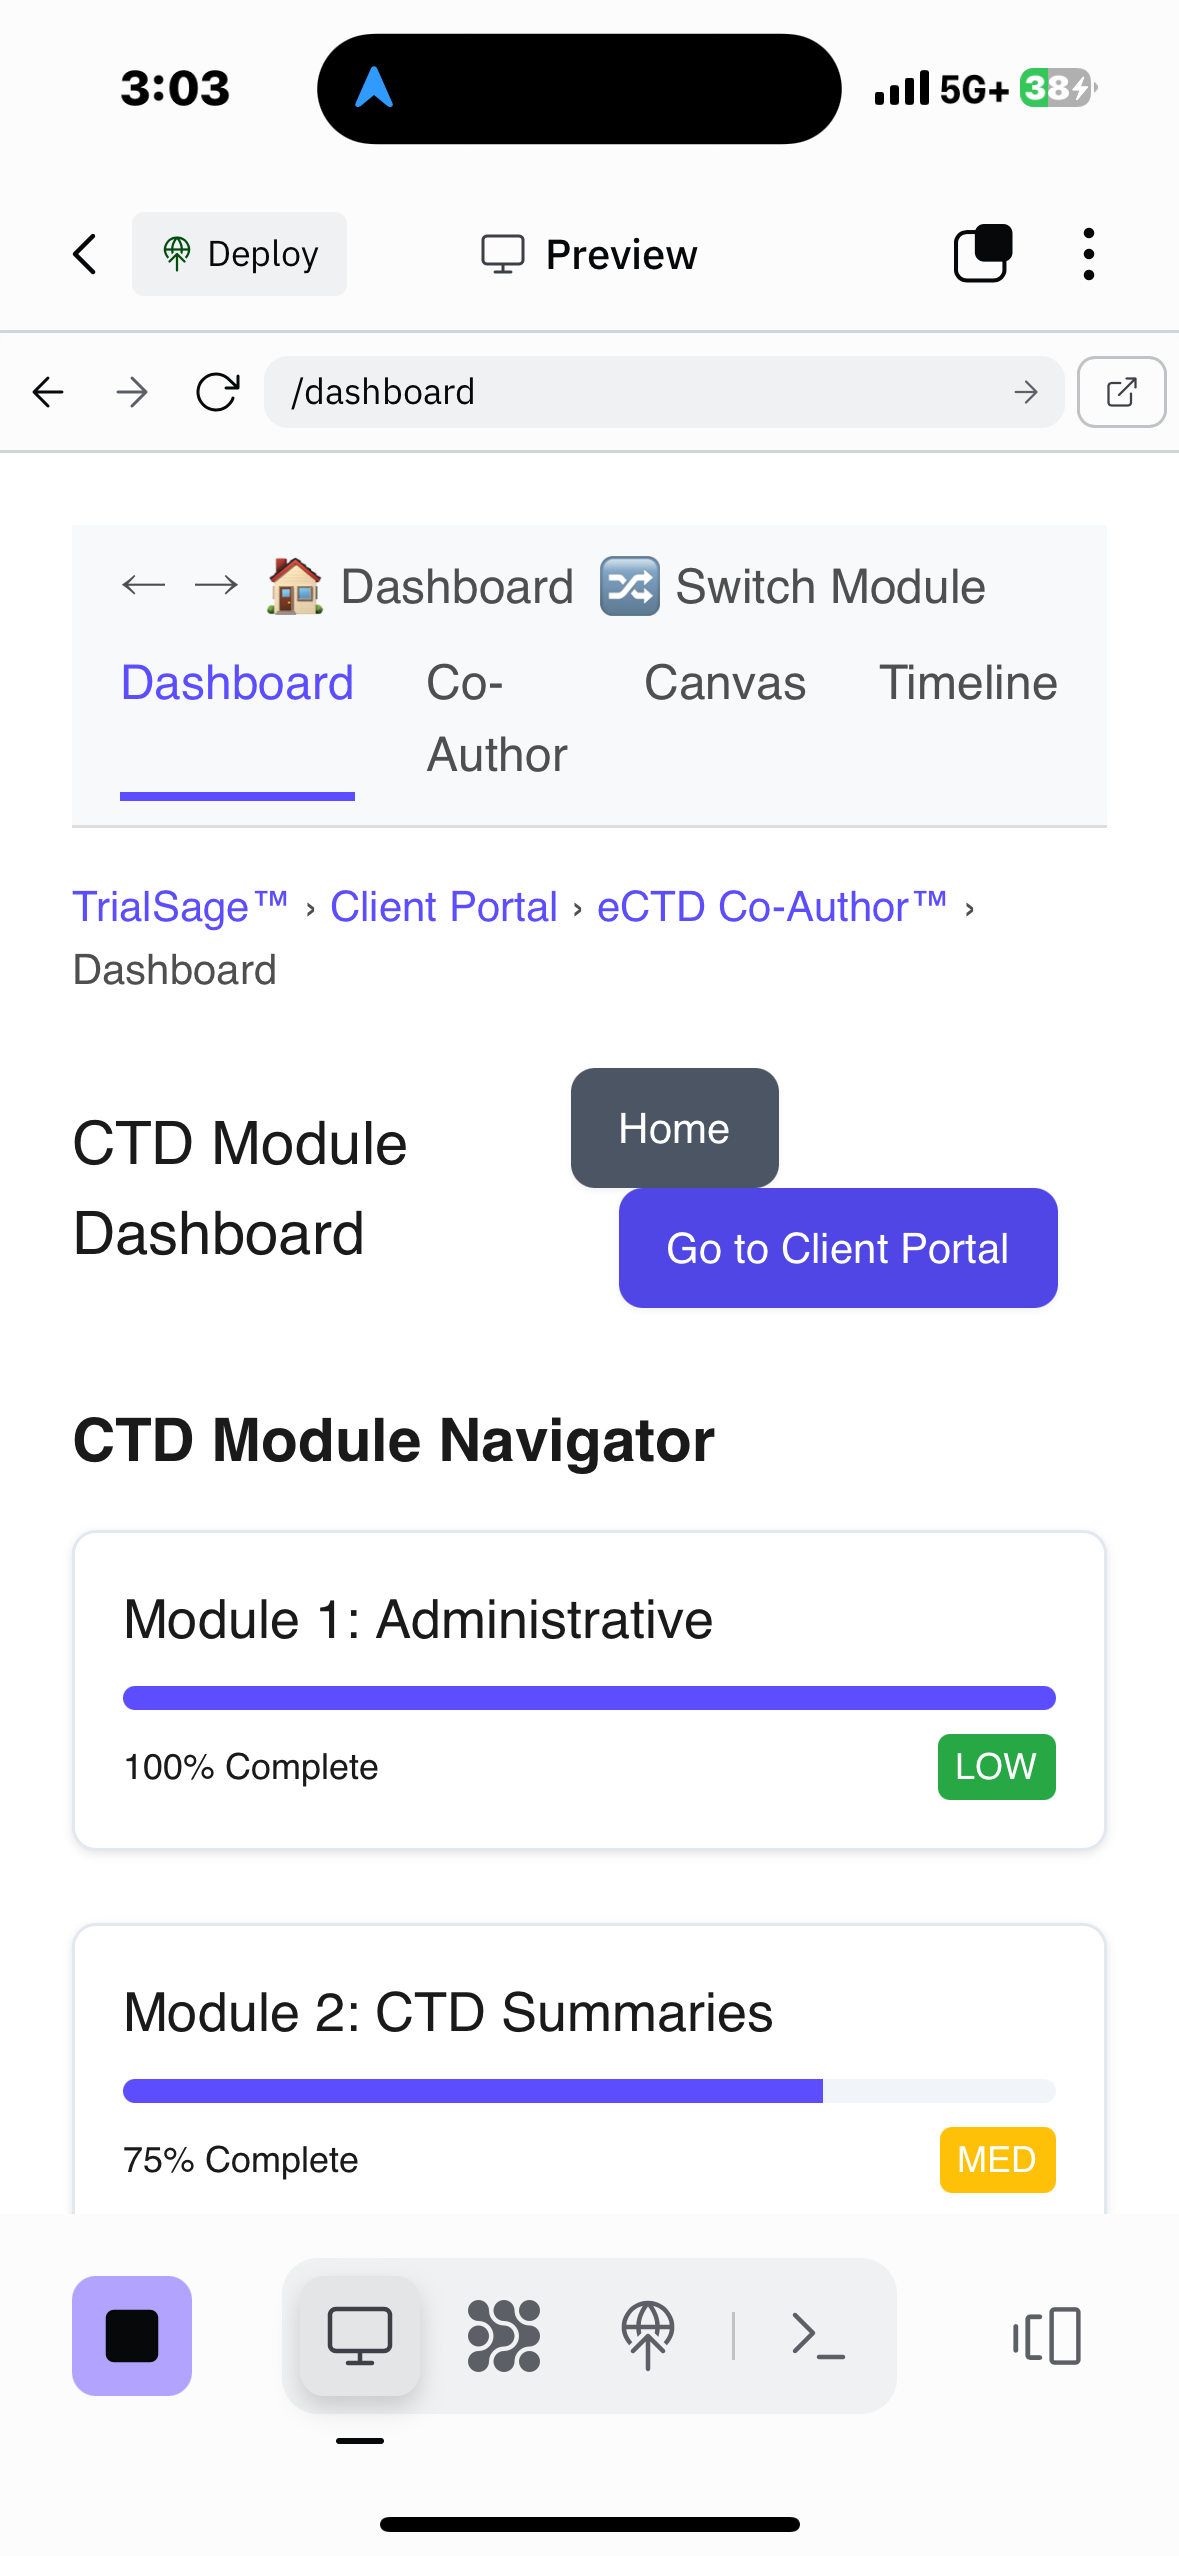 3:03
5G+ 38
Deploy
Preview
/dashboard
← → 🏠 Dashboard 🔀 Switch Module
Dashboard Co-Author Canvas Timeline
TrialSage™ › Client Portal › eCTD Co-Author™ ›
Dashboard
CTD Module
Dashboard
Home
Go to Client Portal
CTD Module Navigator
Module 1: Administrative
100% Complete
LOW
Module 2: CTD Summaries
75% Complete
MED